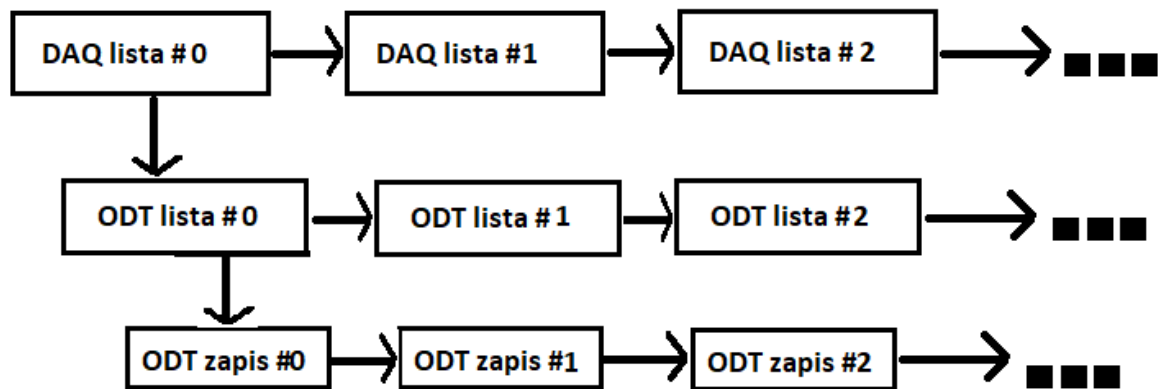 DAQ lista # 0
DAQ lista #1
DAQ lista # 2
ODT lista # 0
ODT lista # 1
ODT lista #2
ODT zapis #0
ODT zapis #1
ODT zapis #2